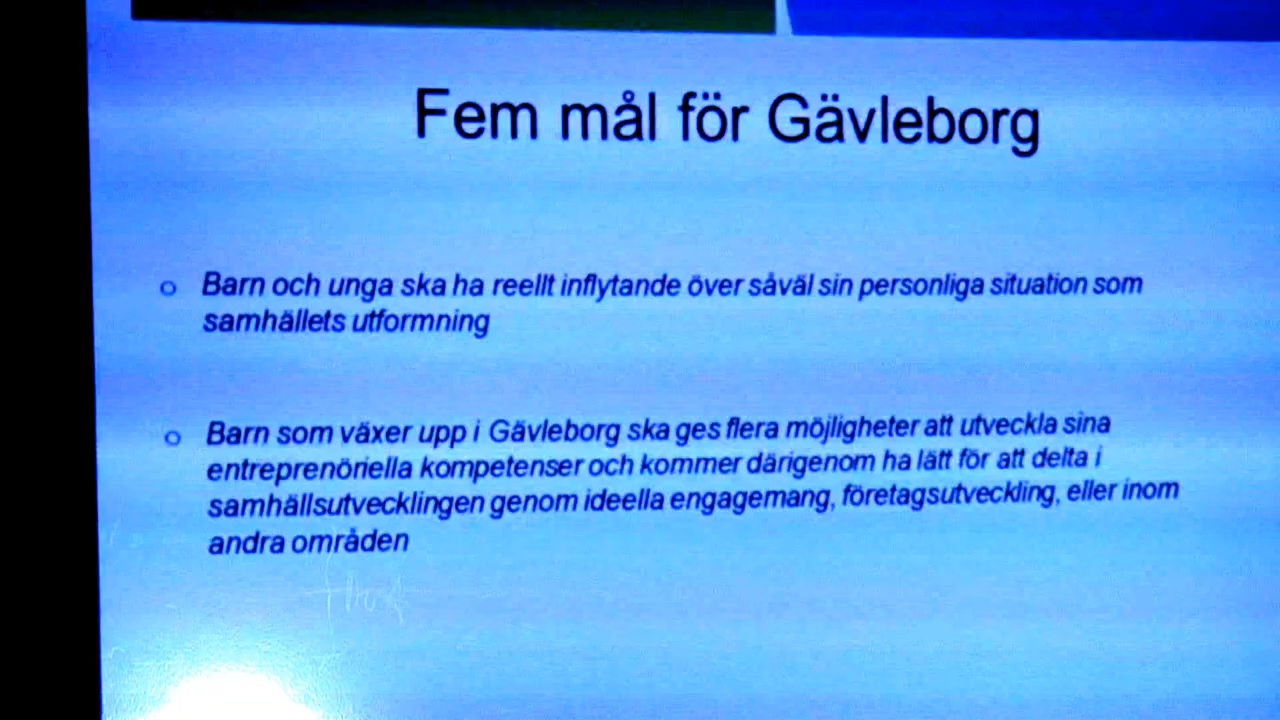 Fem mål för Gävleborg
o Barn och unga ska ha reellt inflytande över såväl sin personliga situation som
samhällets utformning
o Barn som växer upp i Gävleborg ska ges flera möjligheter att utveckla sina
entreprenöriella kompetenser och kommer därigenom ha lätt för att delta i
samhällsutvecklingen genom ideella engagemang, företagsutveckling, eller inom
andra områden